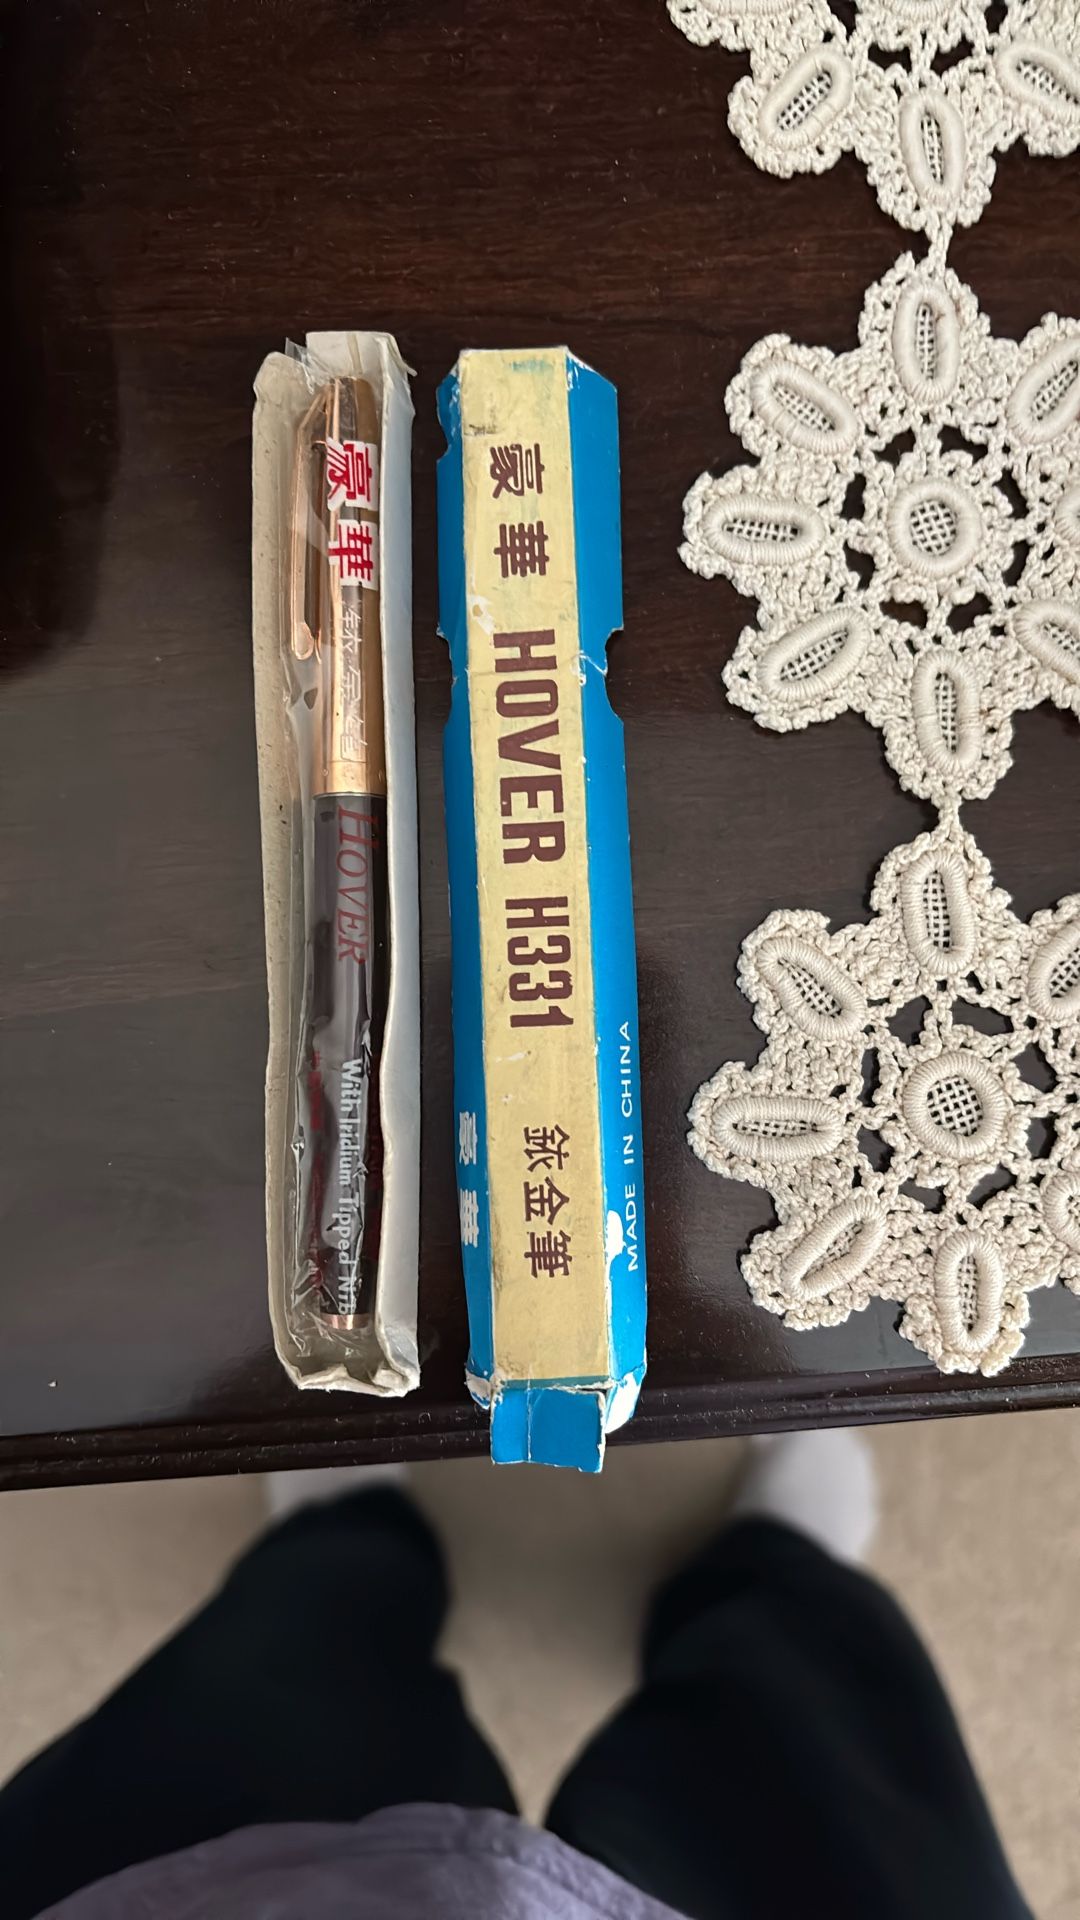 豪華
HOVER
With Iridium Tipped Nib
豪華
HOVER H331
銥金筆
豪華
MADE IN CHINA